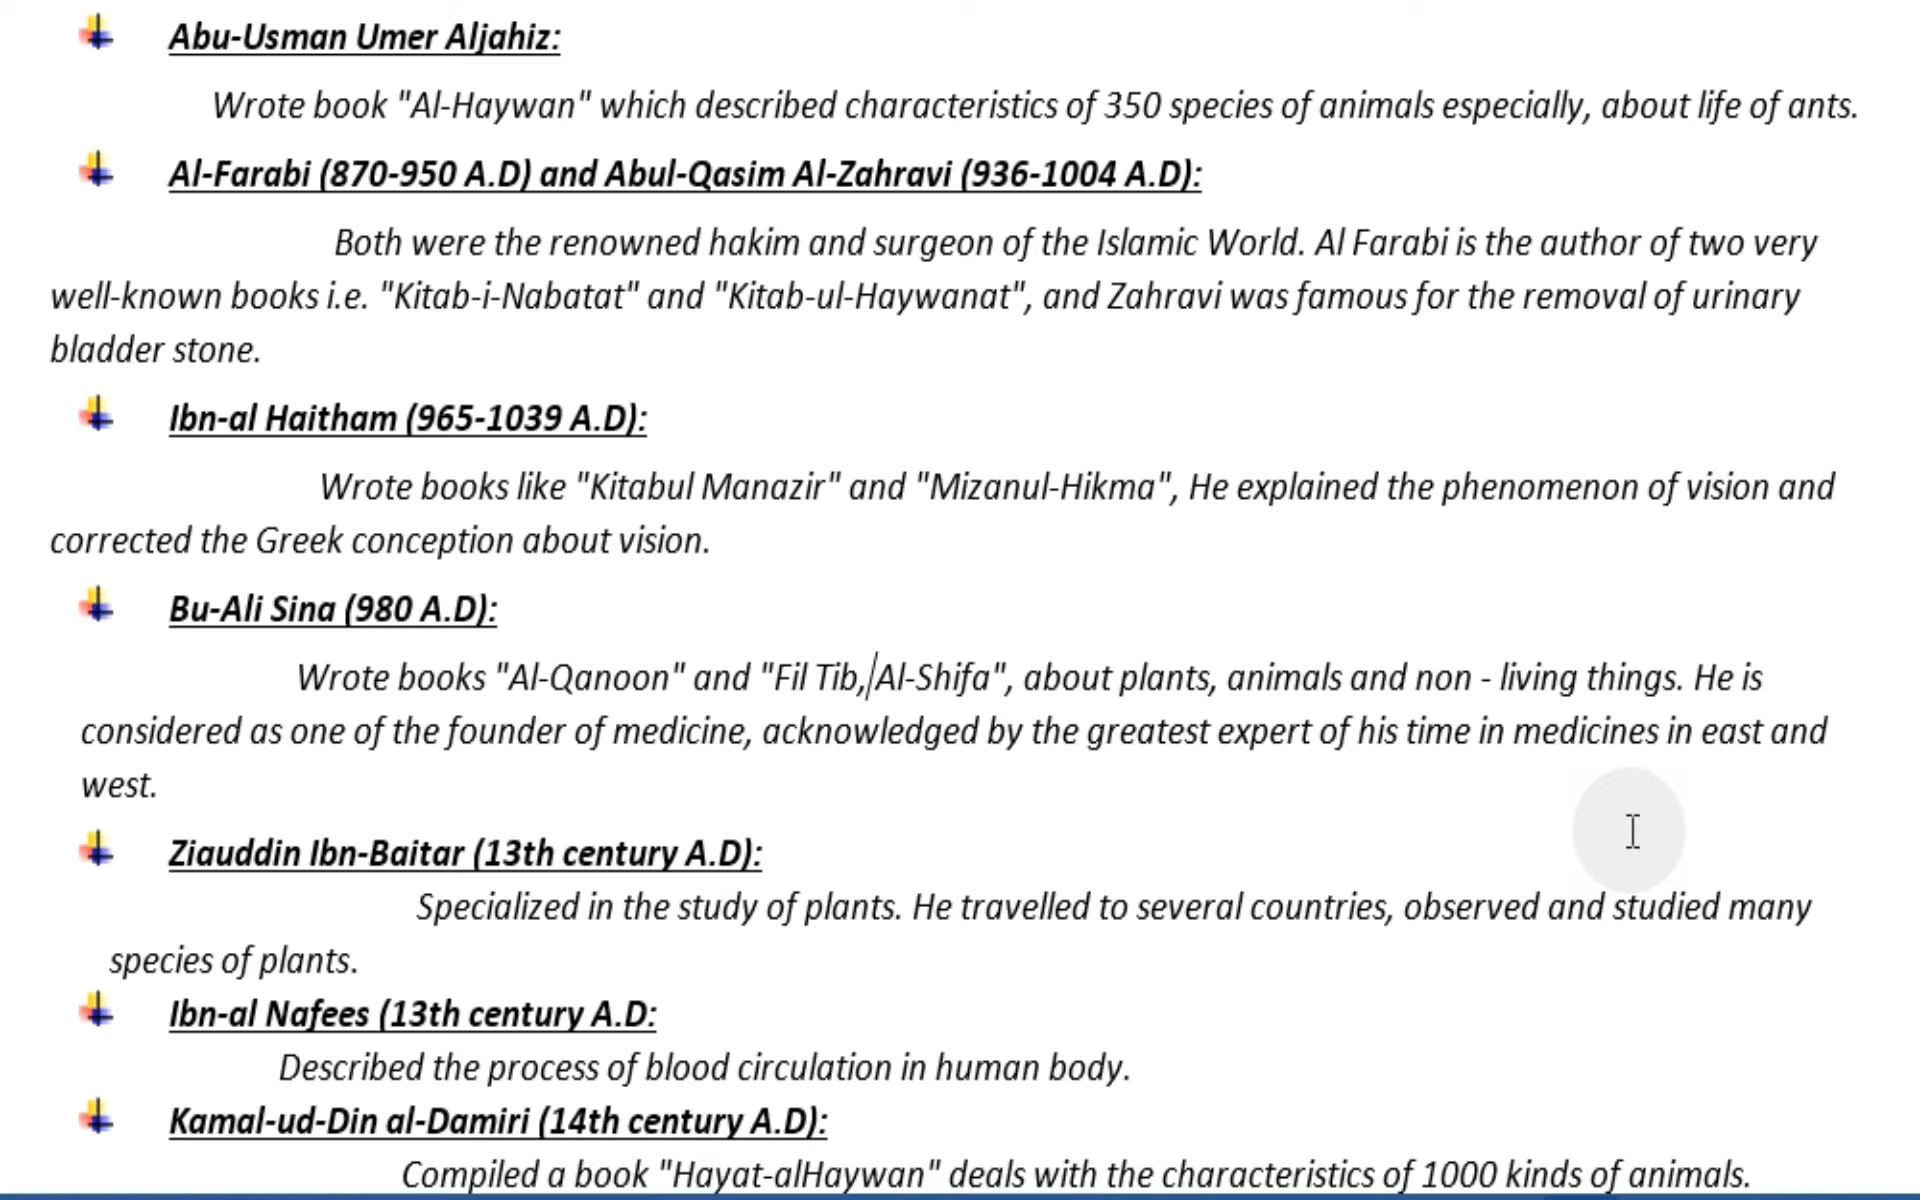 Abu-Usman Umer Aljahiz:
Wrote book "Al-Haywan" which described characteristics of 350 species of animals especially, about life of ants.
Al-Farabi (870-950 A.D) and Abul-Qasim Al-Zahravi (936-1004 A.D):
Both were the renowned hakim and surgeon of the Islamic World. Al Farabi is the author of two very
well-known books i.e. "Kitab-i-Nabatat" and "Kitab-ul-Haywanat", and Zahravi was famous for the removal of urinary
bladder stone.
Ibn-al Haitham (965-1039 A.D):
Wrote books like "Kitabul Manazir" and "Mizanul-Hikma", He explained the phenomenon of vision and
corrected the Greek conception about vision.
Bu-Ali Sina (980 A.D):
Wrote books "Al-Qanoon" and "Fil Tib, Al-Shifa", about plants, animals and non - living things. He is
considered as one of the founder of medicine, acknowledged by the greatest expert of his time in medicines in east and
west.
Ziauddin Ibn-Baitar (13th century A.D):
Specialized in the study of plants. He travelled to several countries, observed and studied many
species of plants.
Ibn-al Nafees (13th century A.D:
Described the process of blood circulation in human body.
Kamal-ud-Din al-Damiri (14th century A.D):
Compiled a book "Hayat-alHaywan" deals with the characteristics of 1000 kinds of animals.